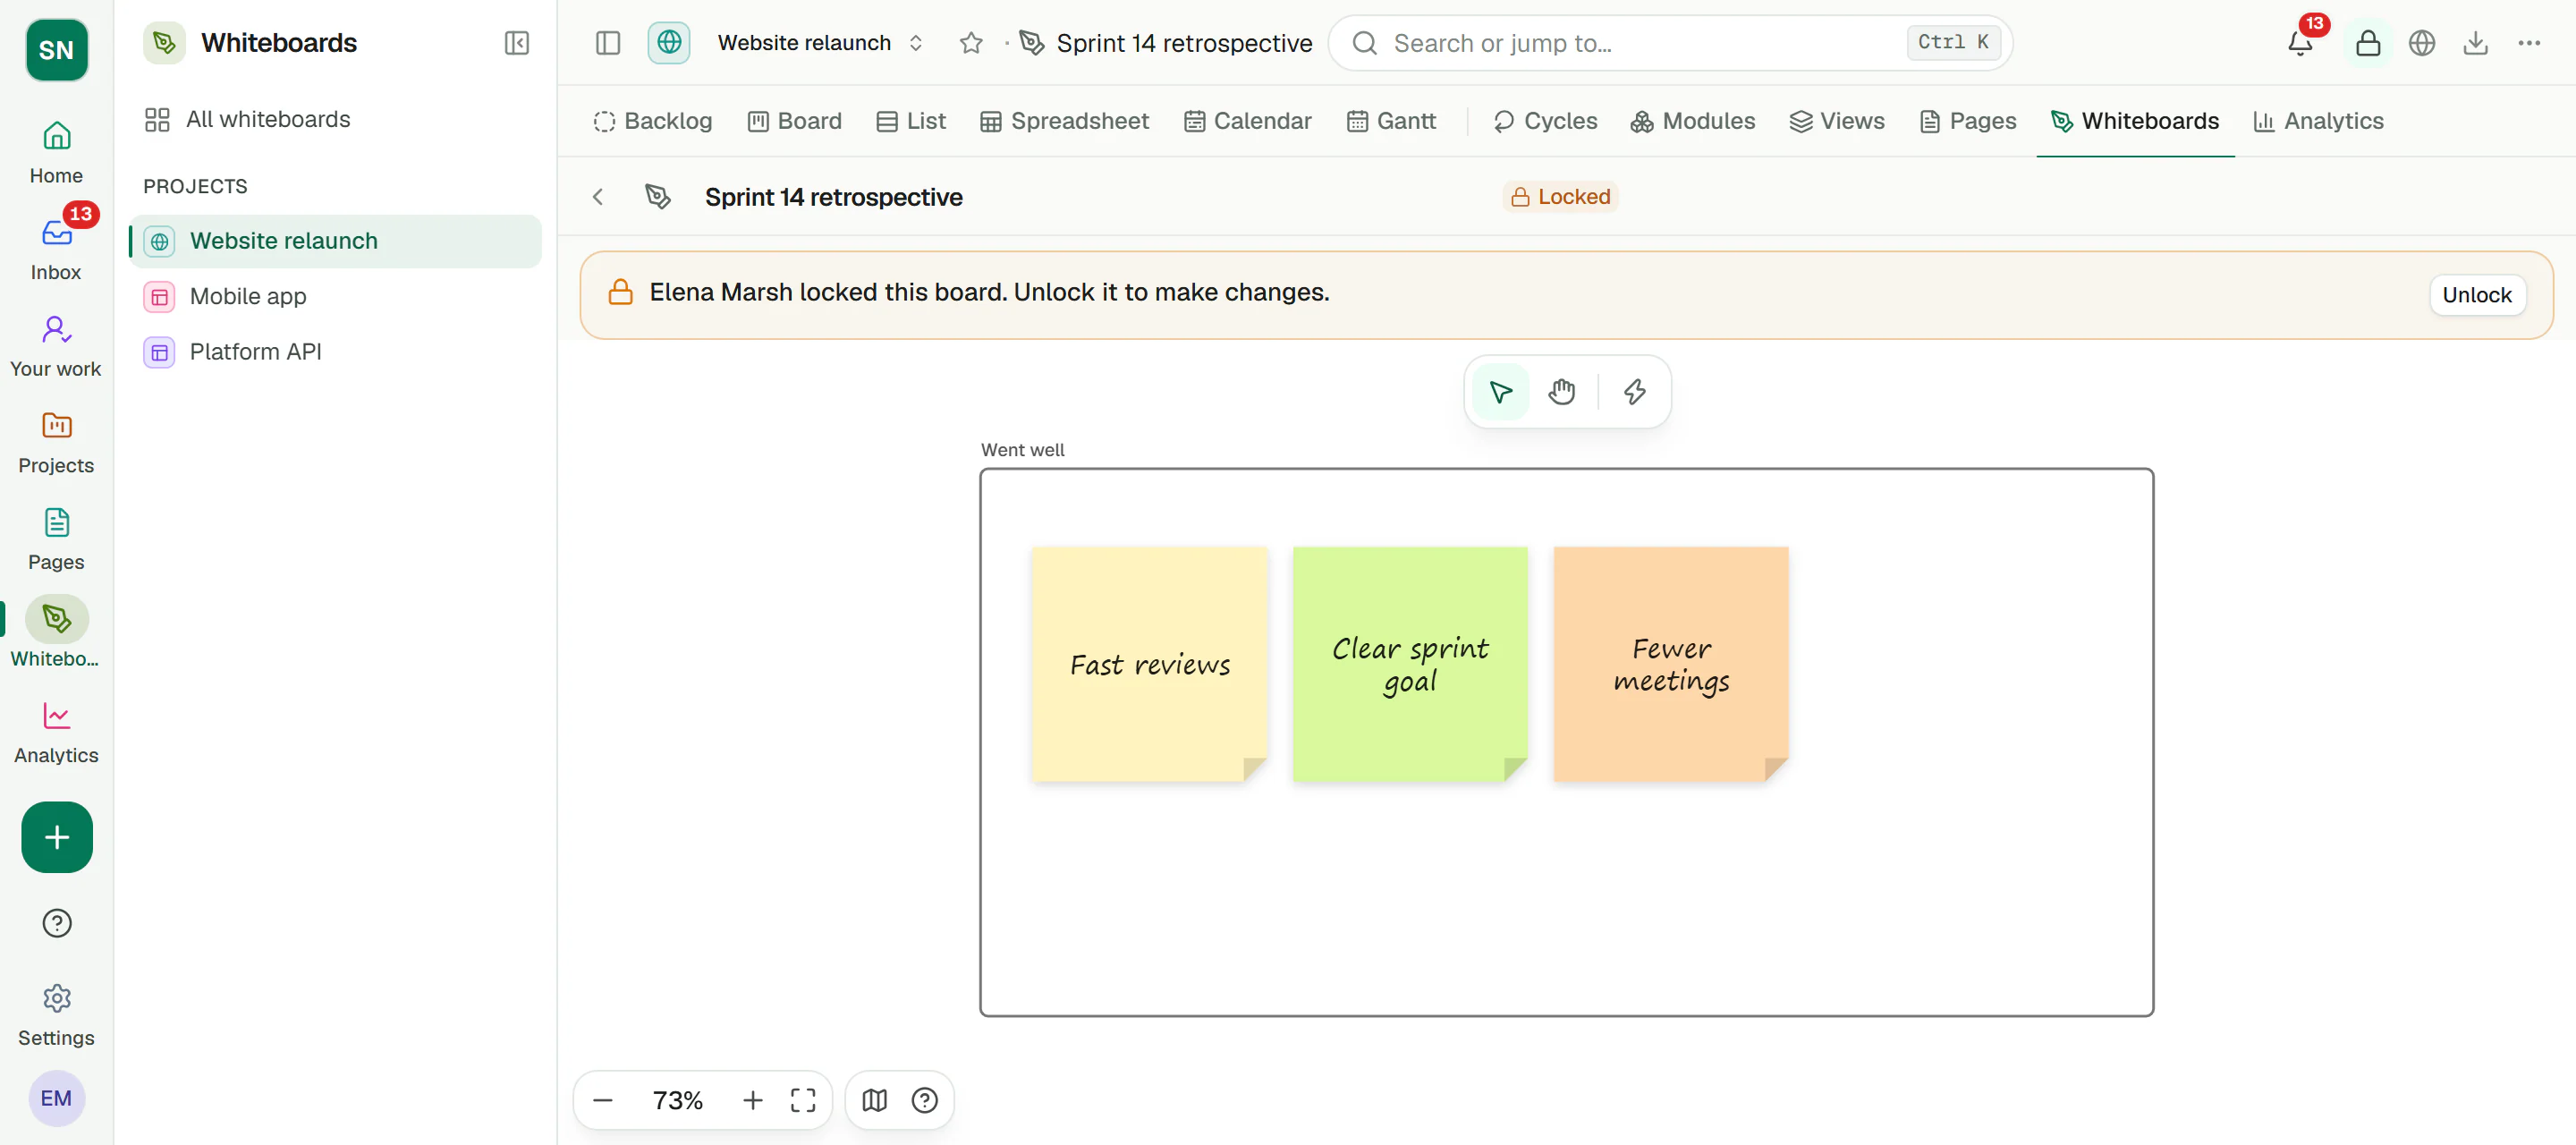 SN
Home
13
Inbox
Your work
Projects
Pages
Whitebo...
Analytics
Settings
EM
Whiteboards
All whiteboards
PROJECTS
Website relaunch
Mobile app
Platform API
Website relaunch
Sprint 14 retrospective
Search or jump to...
Ctrl K
13
Backlog
Board
List
Spreadsheet
Calendar
Gantt
Cycles
Modules
Views
Pages
Whiteboards
Analytics
Sprint 14 retrospective
Locked
Elena Marsh locked this board. Unlock it to make changes.
Unlock
Went well
Fast reviews
Clear sprint
goal
Fewer
meetings
73%